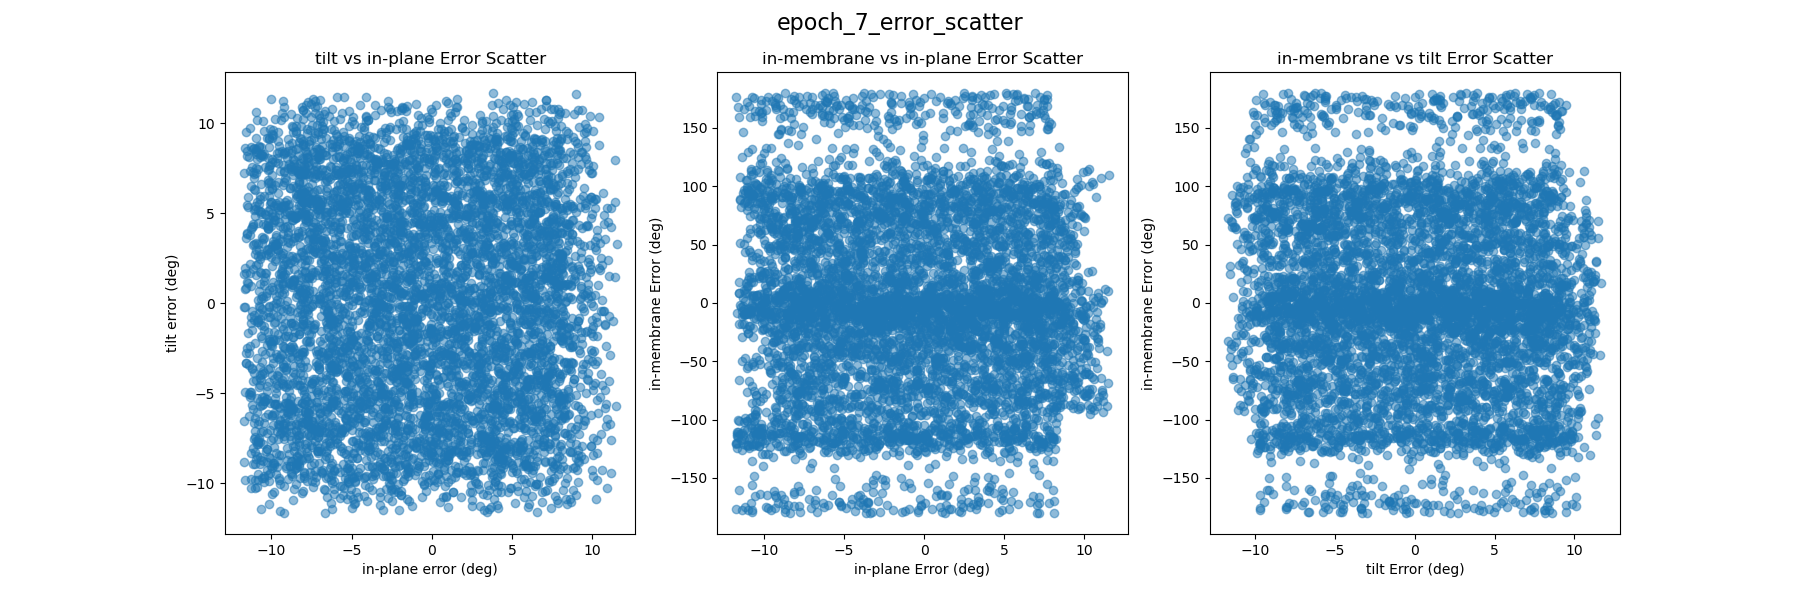 epoch_7_error_scatter
tilt vs in-plane Error Scatter
10
5
0
−5
−10
tilt error (deg)
−10 −5 0 5 10
in-plane error (deg)
in-membrane vs in-plane Error Scatter
150
100
50
0
−50
−100
−150
in-membrane Error (deg)
−10 −5 0 5 10
in-plane Error (deg)
in-membrane vs tilt Error Scatter
150
100
50
0
−50
−100
−150
in-membrane Error (deg)
−10 −5 0 5 10
tilt Error (deg)